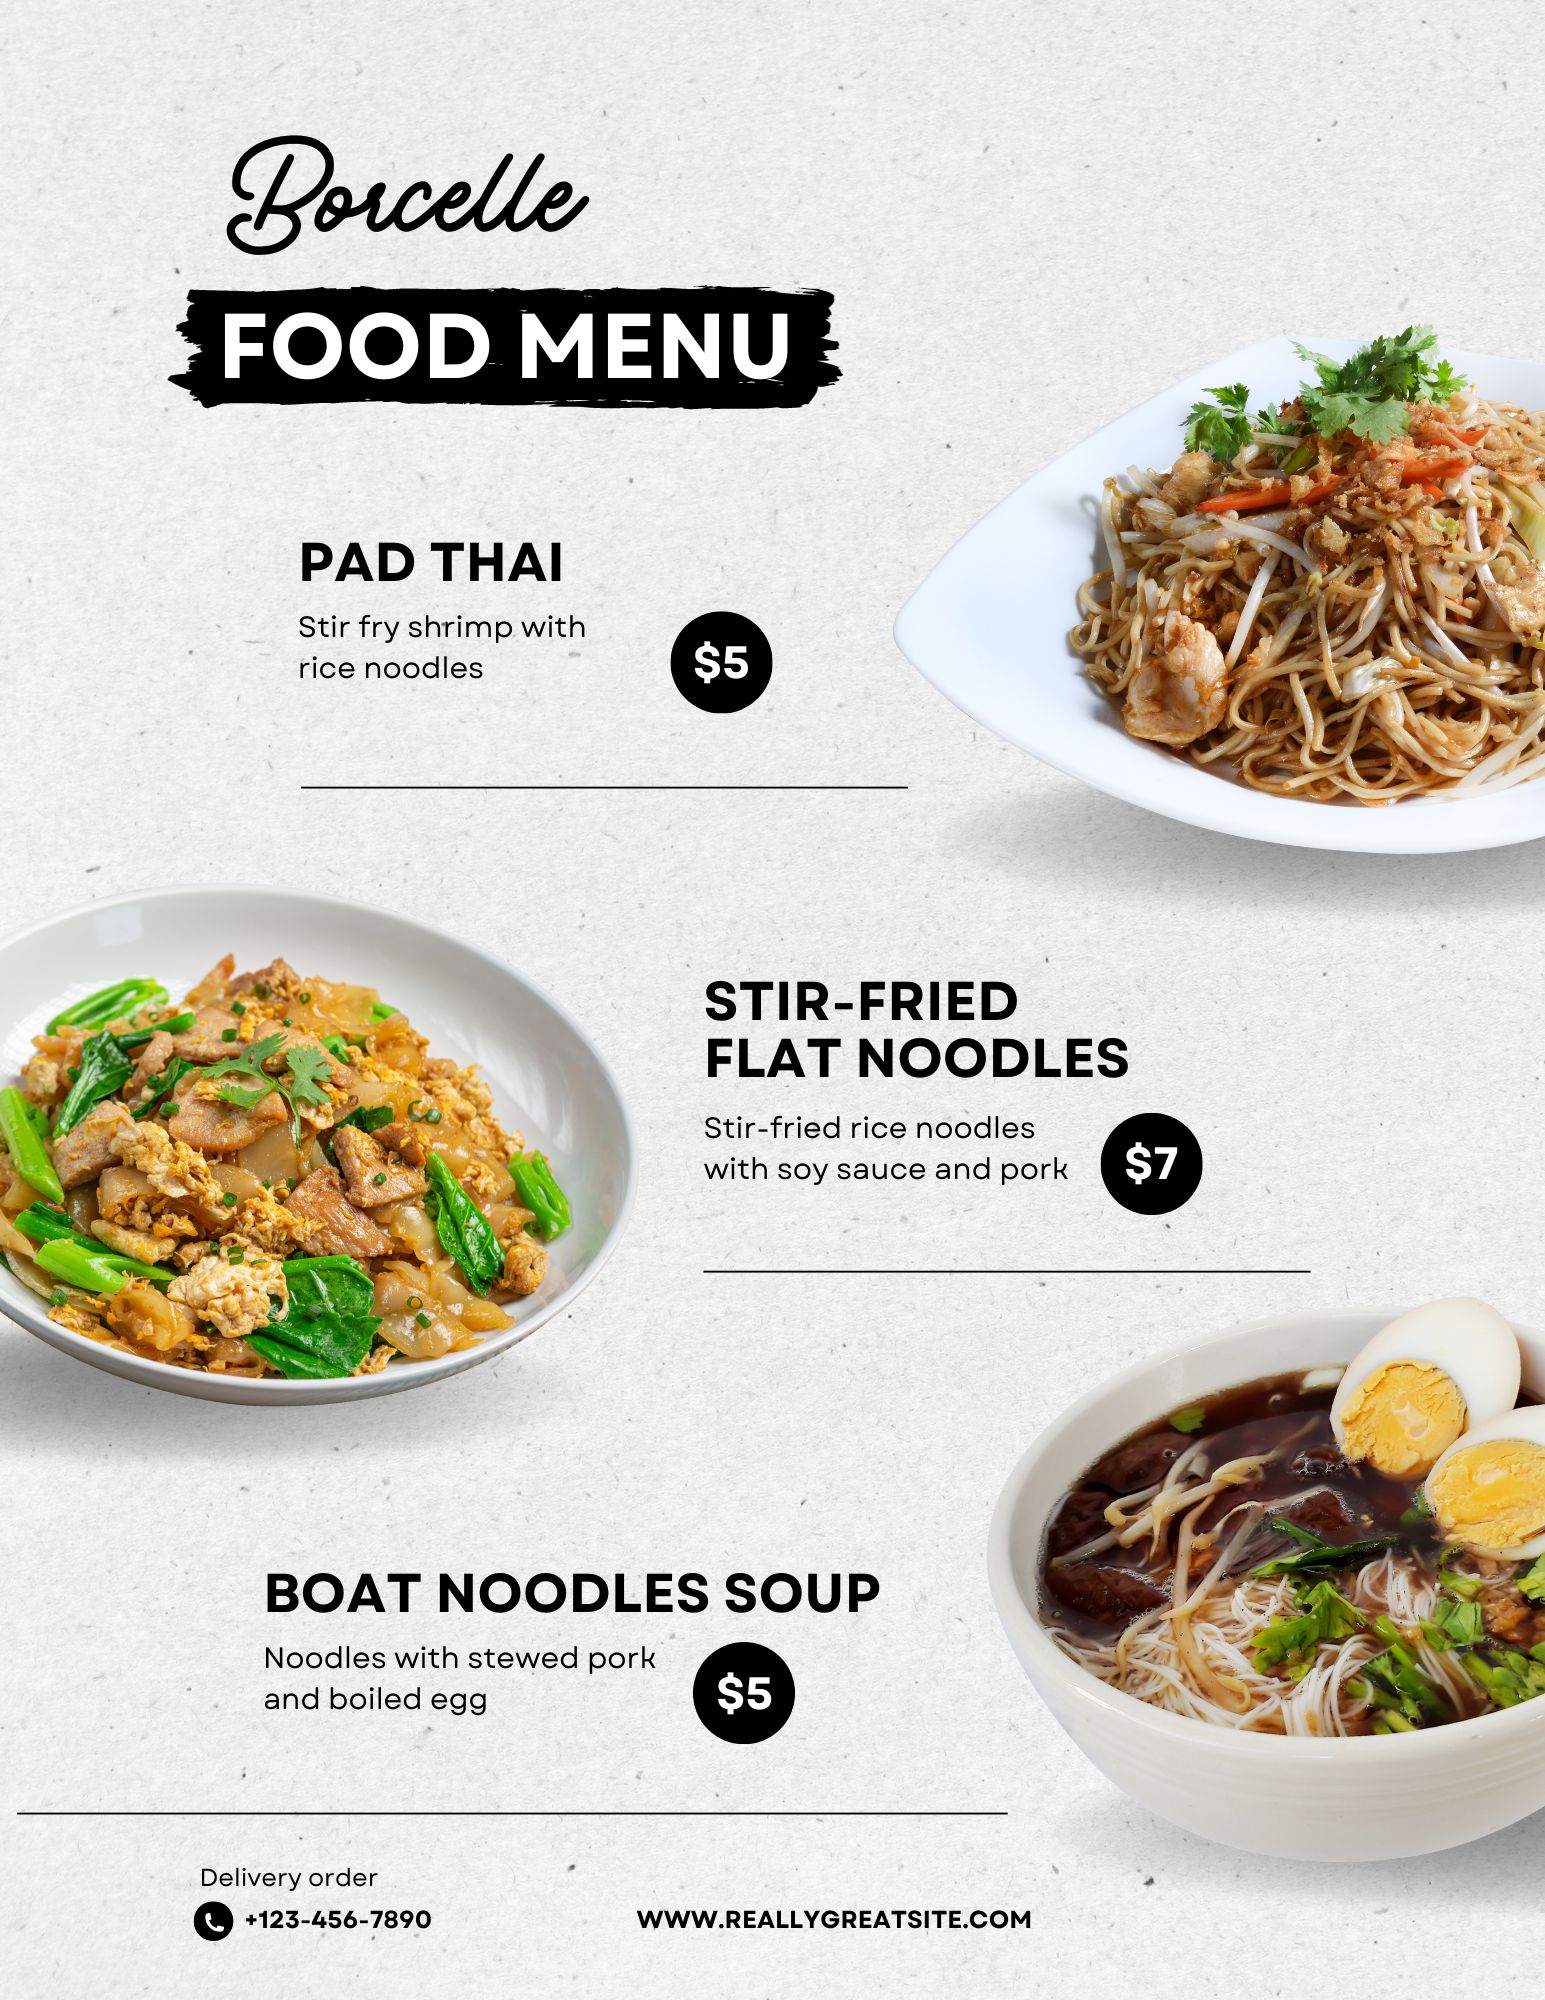 Borcelle
FOOD MENU
PAD THAI
Stir fry shrimp with
rice noodles
$5
STIR-FRIED
FLAT NOODLES
Stir-fried rice noodles
with soy sauce and pork
$7
BOAT NOODLES SOUP
Noodles with stewed pork
and boiled egg
$5
Delivery order
+123-456-7890
WWW.REALLYGREATSITE.COM